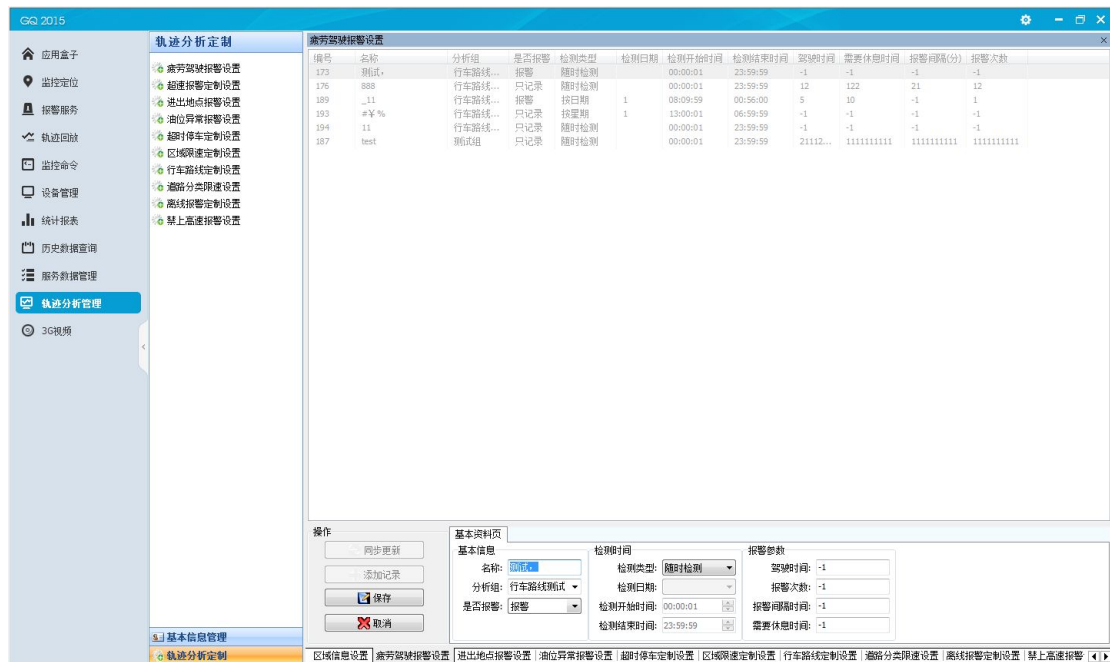 GQ 2015
应用盒子
监控定位
报警服务
轨迹回放
监控命令
设备管理
统计报表
历史数据查询
服务数据管理
轨迹分析管理
3G视频
轨迹分析定制
疲劳驾驶报警设置
超速报警定制设置
进出地点报警设置
油位异常报警设置
超时停车定制设置
区域限速定制设置
行车路线定制设置
道路分类限速设置
离线报警定制设置
禁上高速报警设置
基本信息管理
轨迹分析定制
疲劳驾驶报警设置
编号 名称 分析组 是否报警 检测类型 检测日期 检测开始时间 检测结束时间 驾驶时间 需要休息时间 报警间隔(分) 报警次数
173 测试, 行车路线... 报警 随时检测 00:00:01 23:59:59 -1 -1 -1 -1
176 888 行车路线... 只记录 随时检测 00:00:01 23:59:59 12 122 21 12
189 _11 行车路线... 报警 按日期 1 08:09:59 00:56:00 5 10 -1 1
193 #￥% 行车路线... 只记录 按星期 1 13:00:01 06:59:59 -1 -1 -1 -1
194 11 行车路线... 只记录 随时检测 00:00:01 23:59:59 -1 -1 -1 -1
187 test 测试组 只记录 随时检测 00:00:01 23:59:59 21112... 1111111111 1111111111 1111111111
操作
同步更新
添加记录
保存
取消
基本资料页
基本信息
名称: 测试,
分析组: 行车路线测试
是否报警: 报警
检测时间
检测类型: 随时检测
检测日期:
检测开始时间: 00:00:01
检测结束时间: 23:59:59
报警参数
驾驶时间: -1
报警次数: -1
报警间隔时间: -1
需要休息时间: -1
区域信息设置 疲劳驾驶报警设置 进出地点报警设置 油位异常报警设置 超时停车定制设置 区域限速定制设置 行车路线定制设置 道路分类限速设置 离线报警定制设置 禁上高速报警